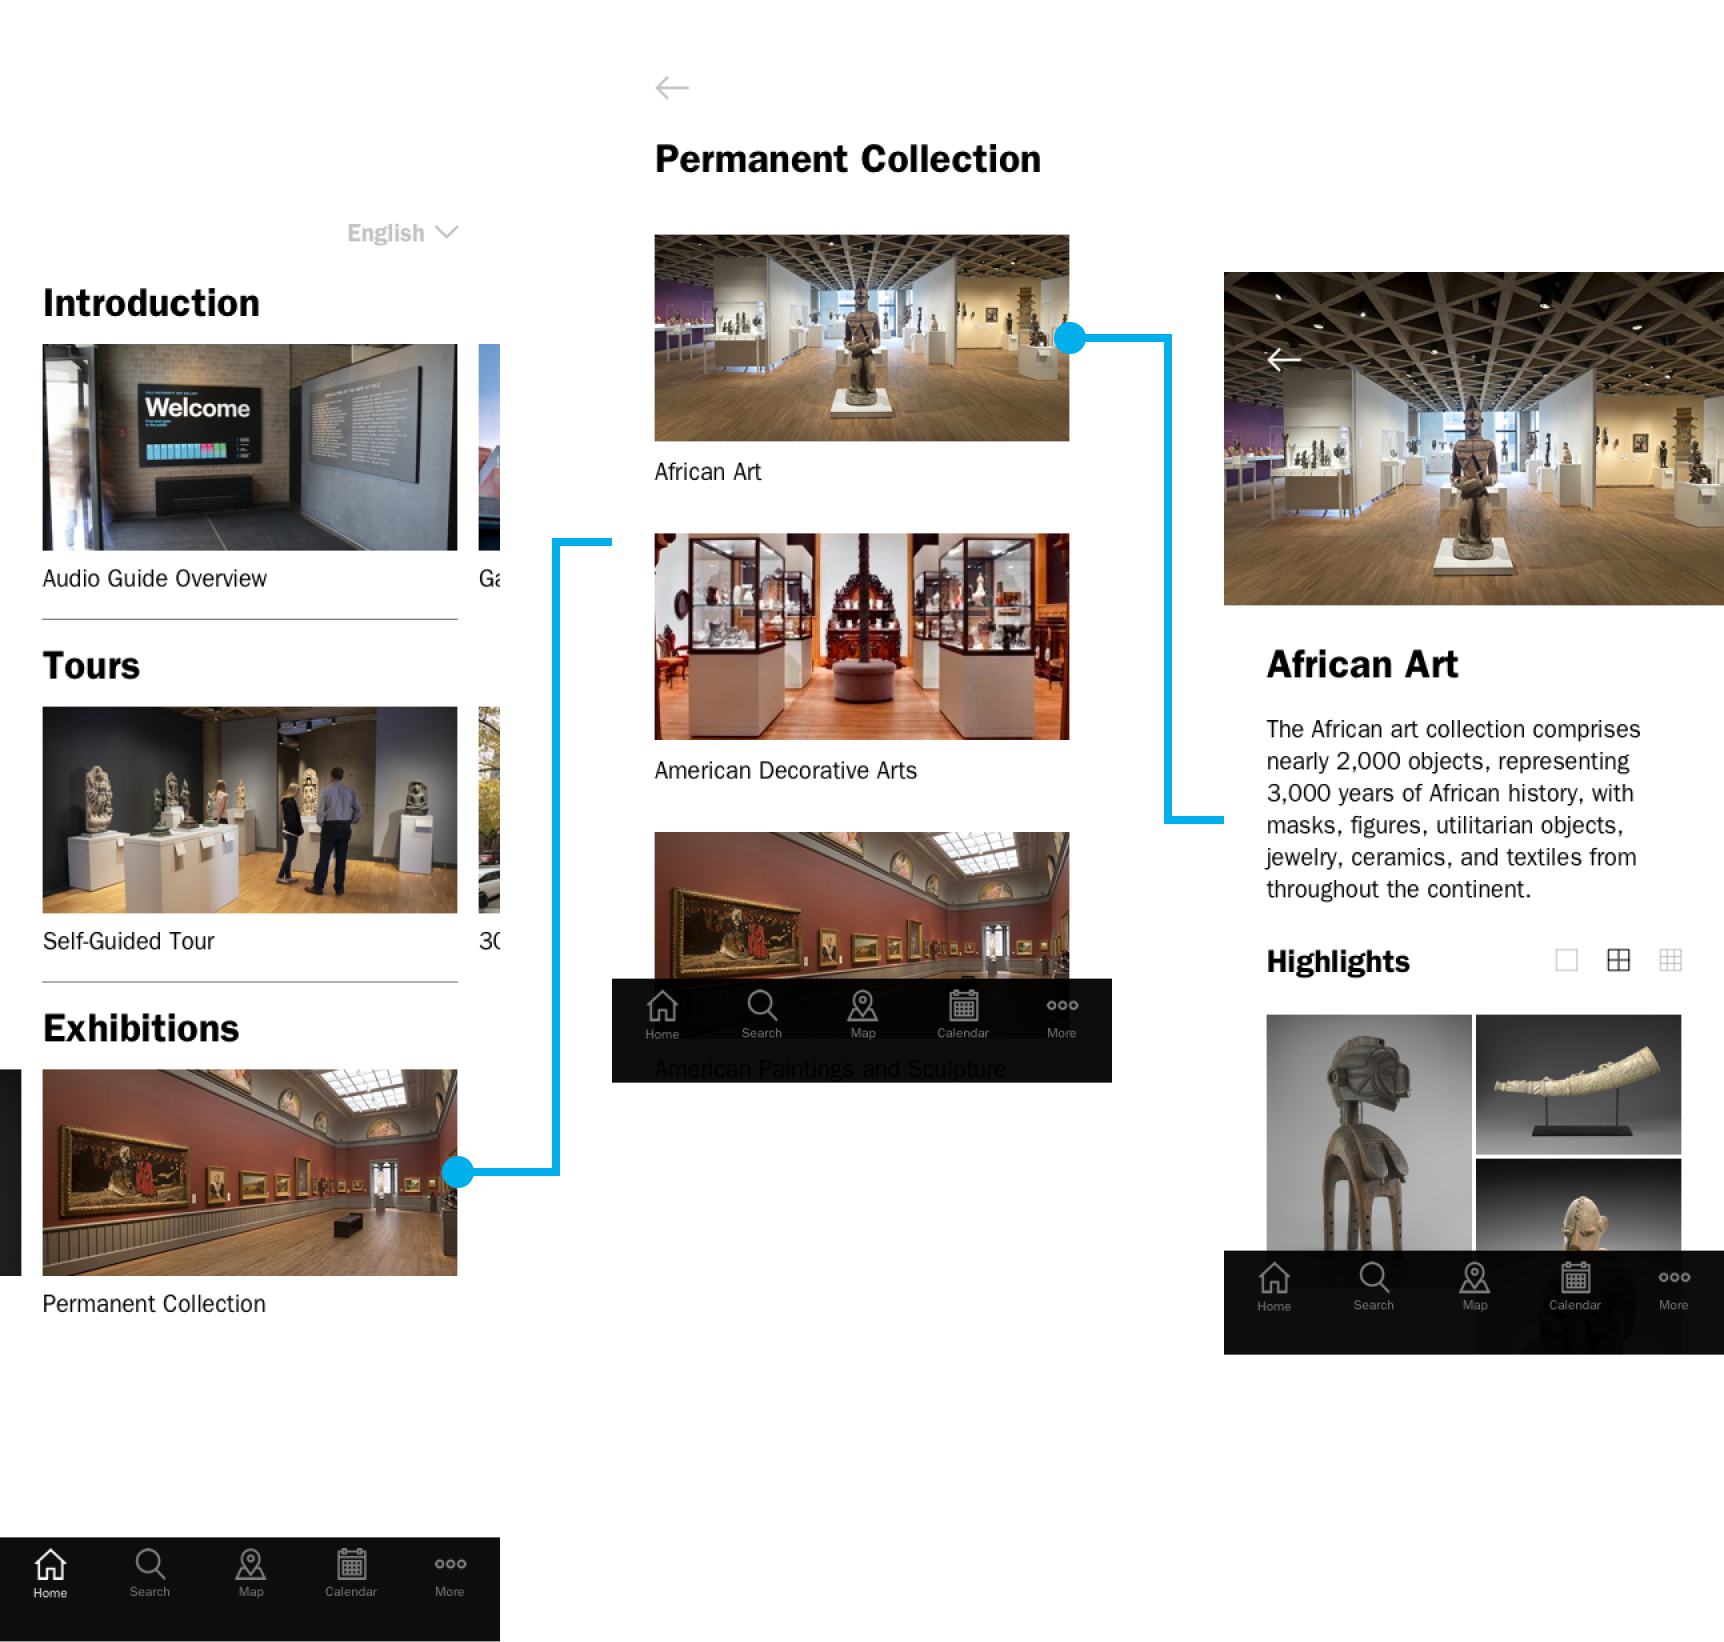 English
Introduction
Welcome
Audio Guide Overview
Ga
Tours
Self-Guided Tour
30
Exhibitions
Permanent Collection
Home
Search
Map
Calendar
More
Permanent Collection
African Art
American Decorative Arts
Home
Search
Map
Calendar
More
American Paintings and Sculpture
African Art
The African art collection comprises
nearly 2,000 objects, representing
3,000 years of African history, with
masks, figures, utilitarian objects,
jewelry, ceramics, and textiles from
throughout the continent.
Highlights
Home
Search
Map
Calendar
More